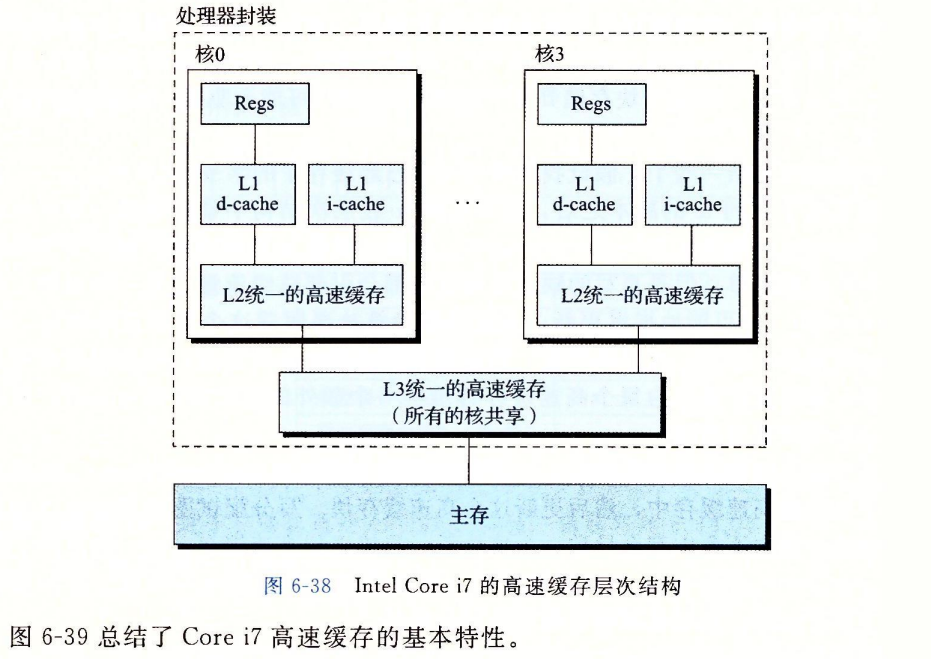 处理器封装
核0
核3
Regs
Regs
L1
d-cache
L1
i-cache
...
L1
d-cache
L1
i-cache
L2统一的高速缓存
L2统一的高速缓存
L3统一的高速缓存
(所有的核共享)
主存
图 6-38 Intel Core i7 的高速缓存层次结构
图 6-39 总结了 Core i7 高速缓存的基本特性。